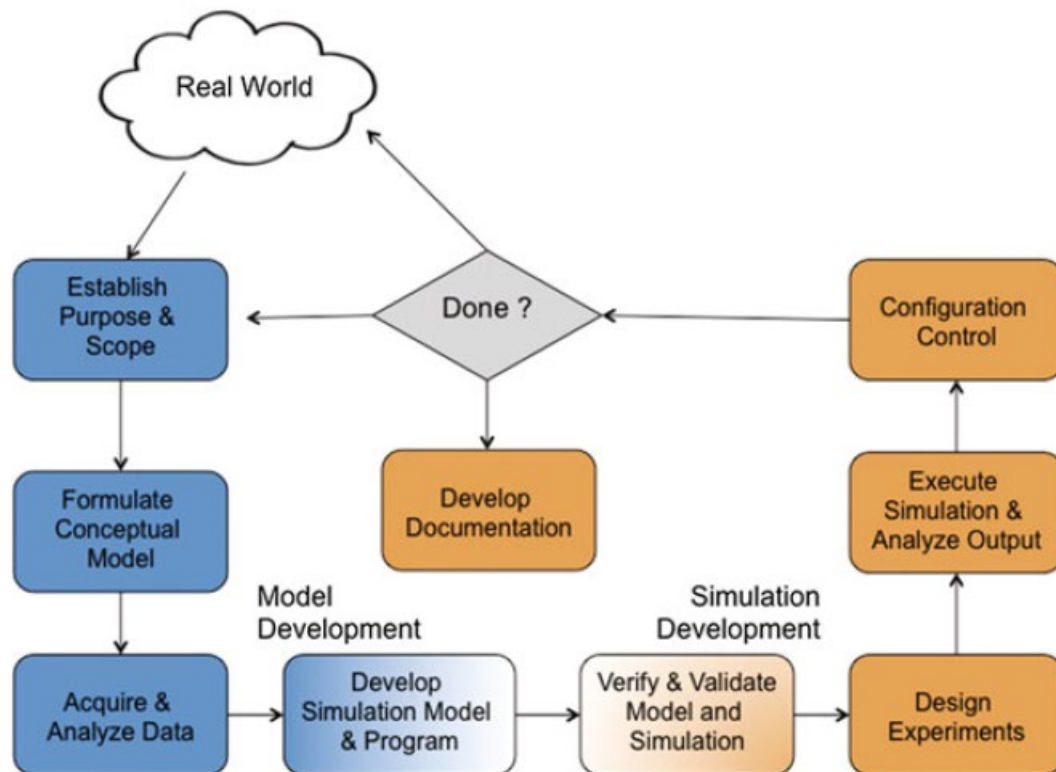 Real World
Establish
Purpose &
Scope
Done ?
Configuration
Control
Formulate
Conceptual
Model
Develop
Documentation
Execute
Simulation &
Analyze Output
Model
Development
Simulation
Development
Acquire &
Analyze Data
Develop
Simulation Model
& Program
Verify & Validate
Model and
Simulation
Design
Experiments